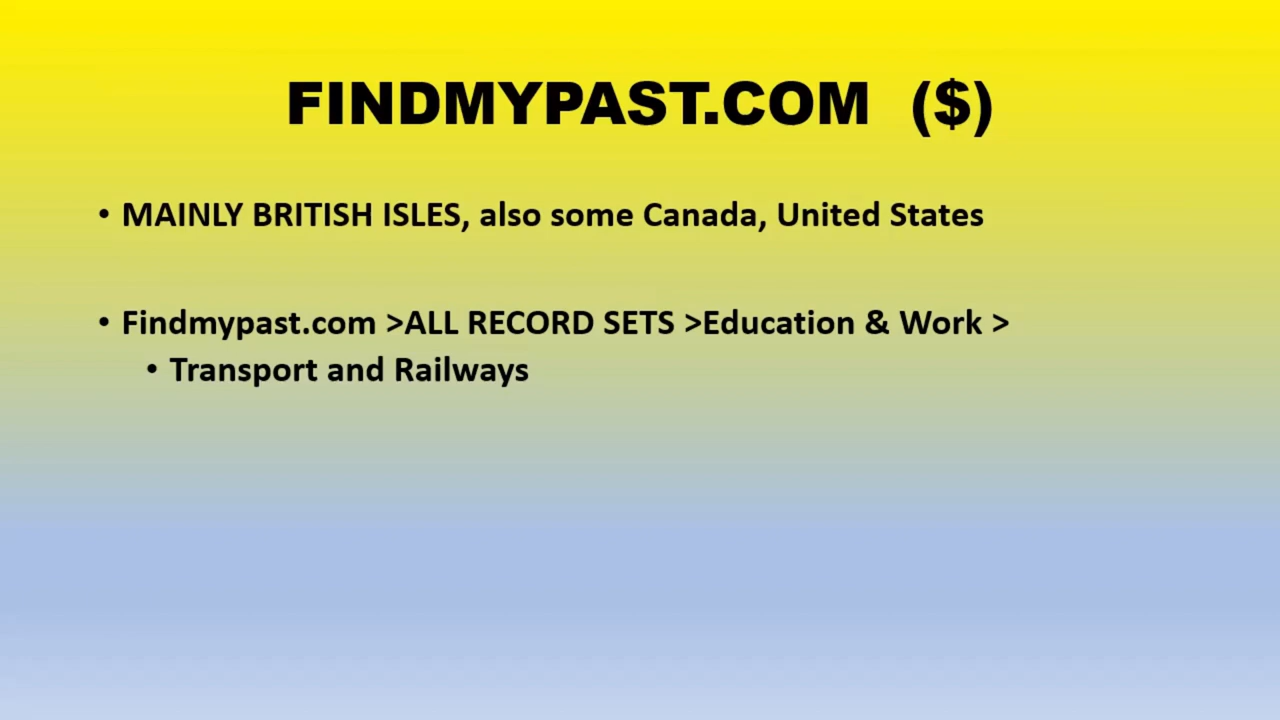 FINDMYPAST.COM ($)
• MAINLY BRITISH ISLES, also some Canada, United States
• Findmypast.com >ALL RECORD SETS >Education & Work >
• Transport and Railways